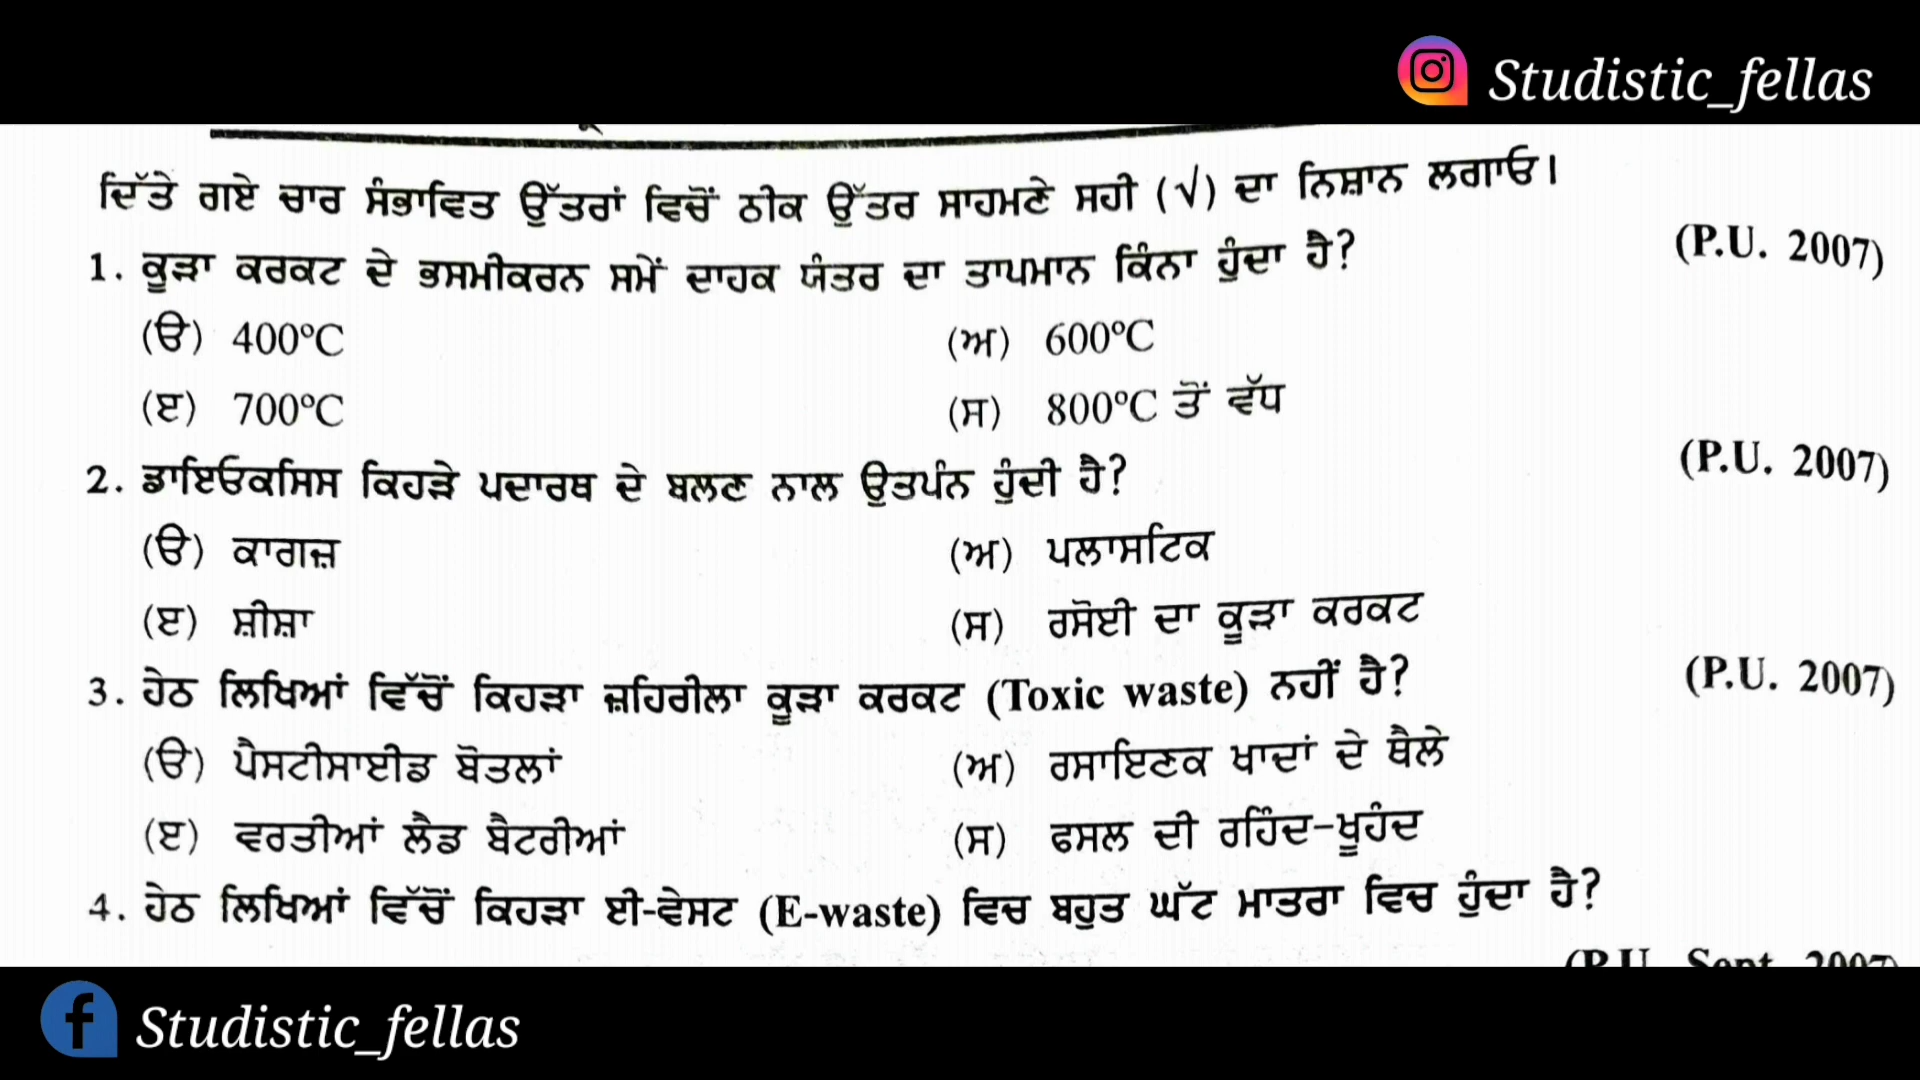 Studistic_fellas
ਦਿੱਤੇ ਗਏ ਚਾਰ ਸੰਭਾਵਿਤ ਉੱਤਰਾਂ ਵਿਚੋਂ ਠੀਕ ਉੱਤਰ ਸਾਹਮਣੇ ਸਹੀ (√) ਦਾ ਨਿਸ਼ਾਨ ਲਗਾਓ।
1. ਕੂੜਾ ਕਰਕਟ ਦੇ ਭਸਮੀਕਰਨ ਸਮੇਂ ਦਾਹਕ ਯੰਤਰ ਦਾ ਤਾਪਮਾਨ ਕਿੰਨਾ ਹੁੰਦਾ ਹੈ? (P.U. 2007)
(ੳ) 400°C (ਅ) 600°C
(ੲ) 700°C (ਸ) 800°C ਤੋਂ ਵੱਧ
2. ਡਾਇਓਕਸਿਸ ਕਿਹੜੇ ਪਦਾਰਥ ਦੇ ਬਲਣ ਨਾਲ ਉਤਪੰਨ ਹੁੰਦੀ ਹੈ? (P.U. 2007)
(ੳ) ਕਾਗਜ਼ (ਅ) ਪਲਾਸਟਿਕ
(ੲ) ਸ਼ੀਸ਼ਾ (ਸ) ਰਸੋਈ ਦਾ ਕੂੜਾ ਕਰਕਟ
3. ਹੇਠ ਲਿਖਿਆਂ ਵਿੱਚੋਂ ਕਿਹੜਾ ਜ਼ਹਿਰੀਲਾ ਕੂੜਾ ਕਰਕਟ (Toxic waste) ਨਹੀਂ ਹੈ? (P.U. 2007)
(ੳ) ਪੈਸਟੀਸਾਈਡ ਬੋਤਲਾਂ (ਅ) ਰਸਾਇਣਕ ਖਾਦਾਂ ਦੇ ਥੈਲੇ
(ੲ) ਵਰਤੀਆਂ ਲੈਡ ਬੈਟਰੀਆਂ (ਸ) ਫਸਲ ਦੀ ਰਹਿੰਦ-ਖੂਹੰਦ
4. ਹੇਠ ਲਿਖਿਆਂ ਵਿੱਚੋਂ ਕਿਹੜਾ ਈ-ਵੇਸਟ (E-waste) ਵਿਚ ਬਹੁਤ ਘੱਟ ਮਾਤਰਾ ਵਿਚ ਹੁੰਦਾ ਹੈ?
(P.U. Sept. 2007)
Studistic_fellas